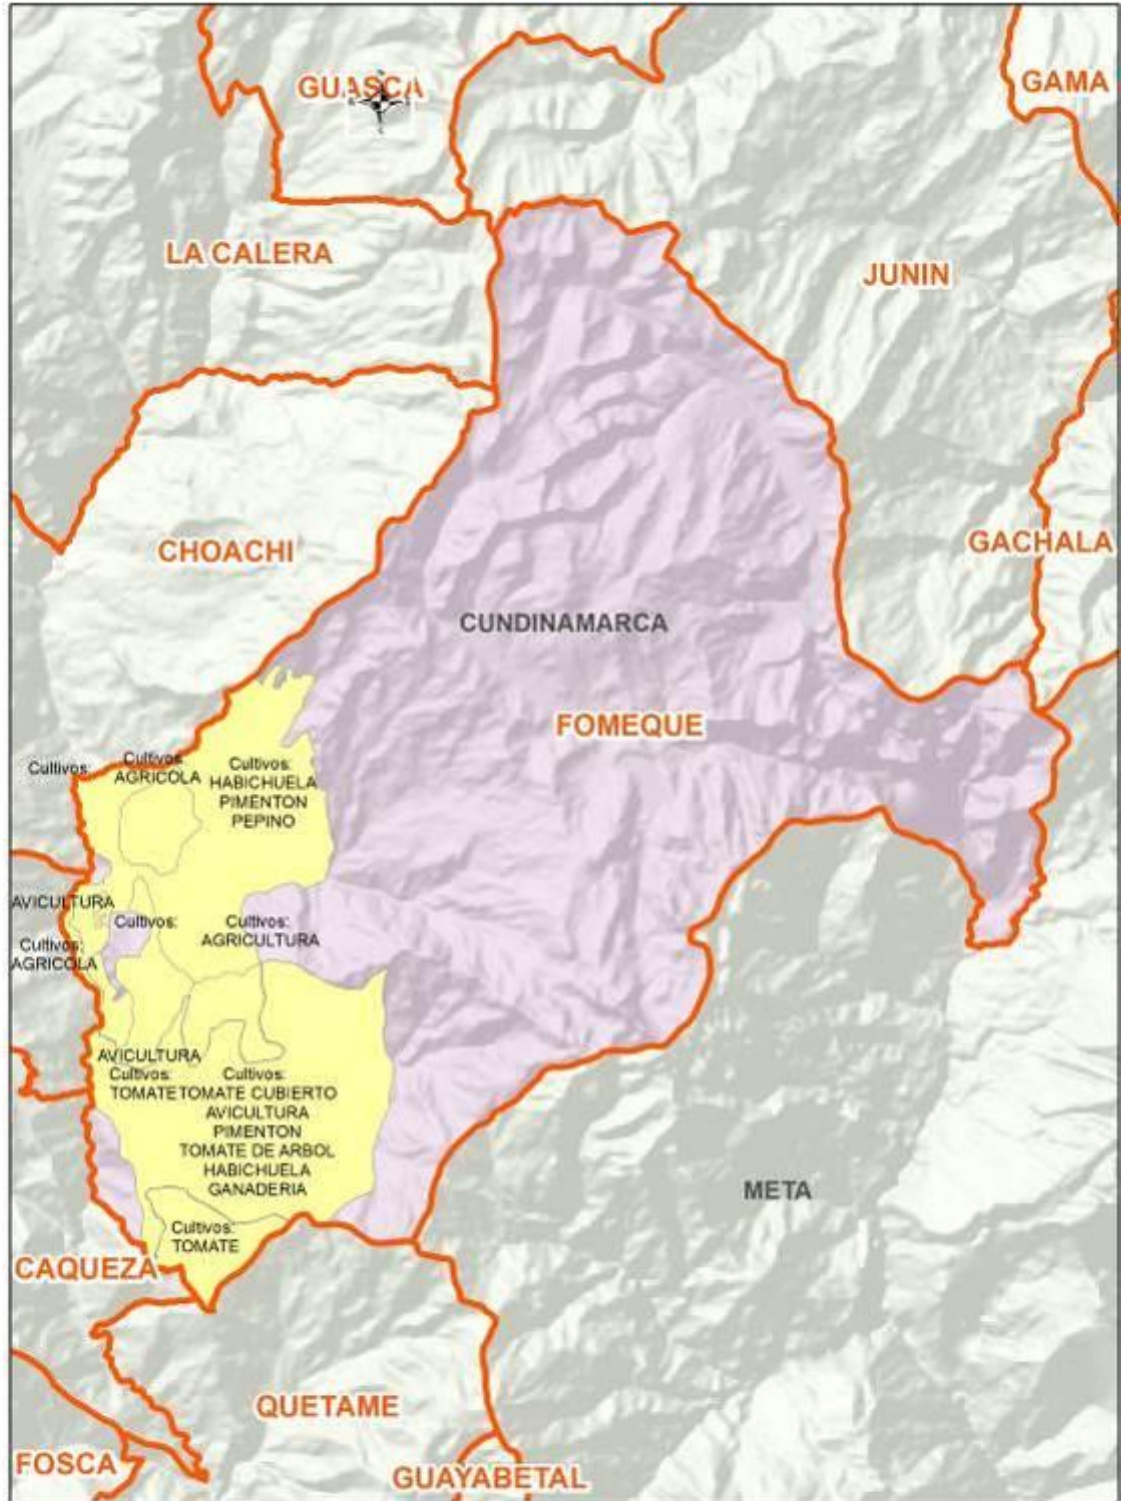 GUASCA
GAMA
LA CALERA
JUNIN
CHOACHI
GACHALA
CUNDINAMARCA
FOMEQUE
Cultivos:
Cultivos:
AGRICOLA
Cultivos:
HABICHUELA
PIMENTON
PEPINO
AVICULTURA
Cultivos:
AGRICOLA
Cultivos:
Cultivos:
AGRICULTURA
AVICULTURA
Cultivos:
TOMATE
Cultivos:
TOMATE CUBIERTO
AVICULTURA
PIMENTON
TOMATE DE ARBOL
HABICHUELA
GANADERIA
META
Cultivos:
TOMATE
CAQUEZA
QUETAME
FOSCA
GUAYABETAL